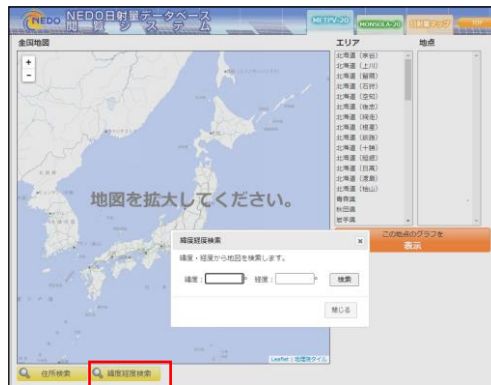 NEDO NEDO日射量データベース
閲覧システム
METPV-20
MONSOLA-20
TOP
全国地図
エリア
地点
+
-
北海道（宗谷）
北海道（上川）
北海道（留萌）
北海道（石狩）
北海道（空知）
北海道（後志）
北海道（網走）
北海道（根室）
北海道（釧路）
北海道（十勝）
北海道（胆振）
北海道（日高）
北海道（渡島）
北海道（檜山）
青森県
秋田県
岩手県
地図を拡大してください。
この地点のグラフを
表示
緯度経度検索
×
緯度・経度から地図を検索します。
緯度： ° 経度： ° 検索
閉じる
Leaflet | 地理院タイル
住所検索
緯度経度検索